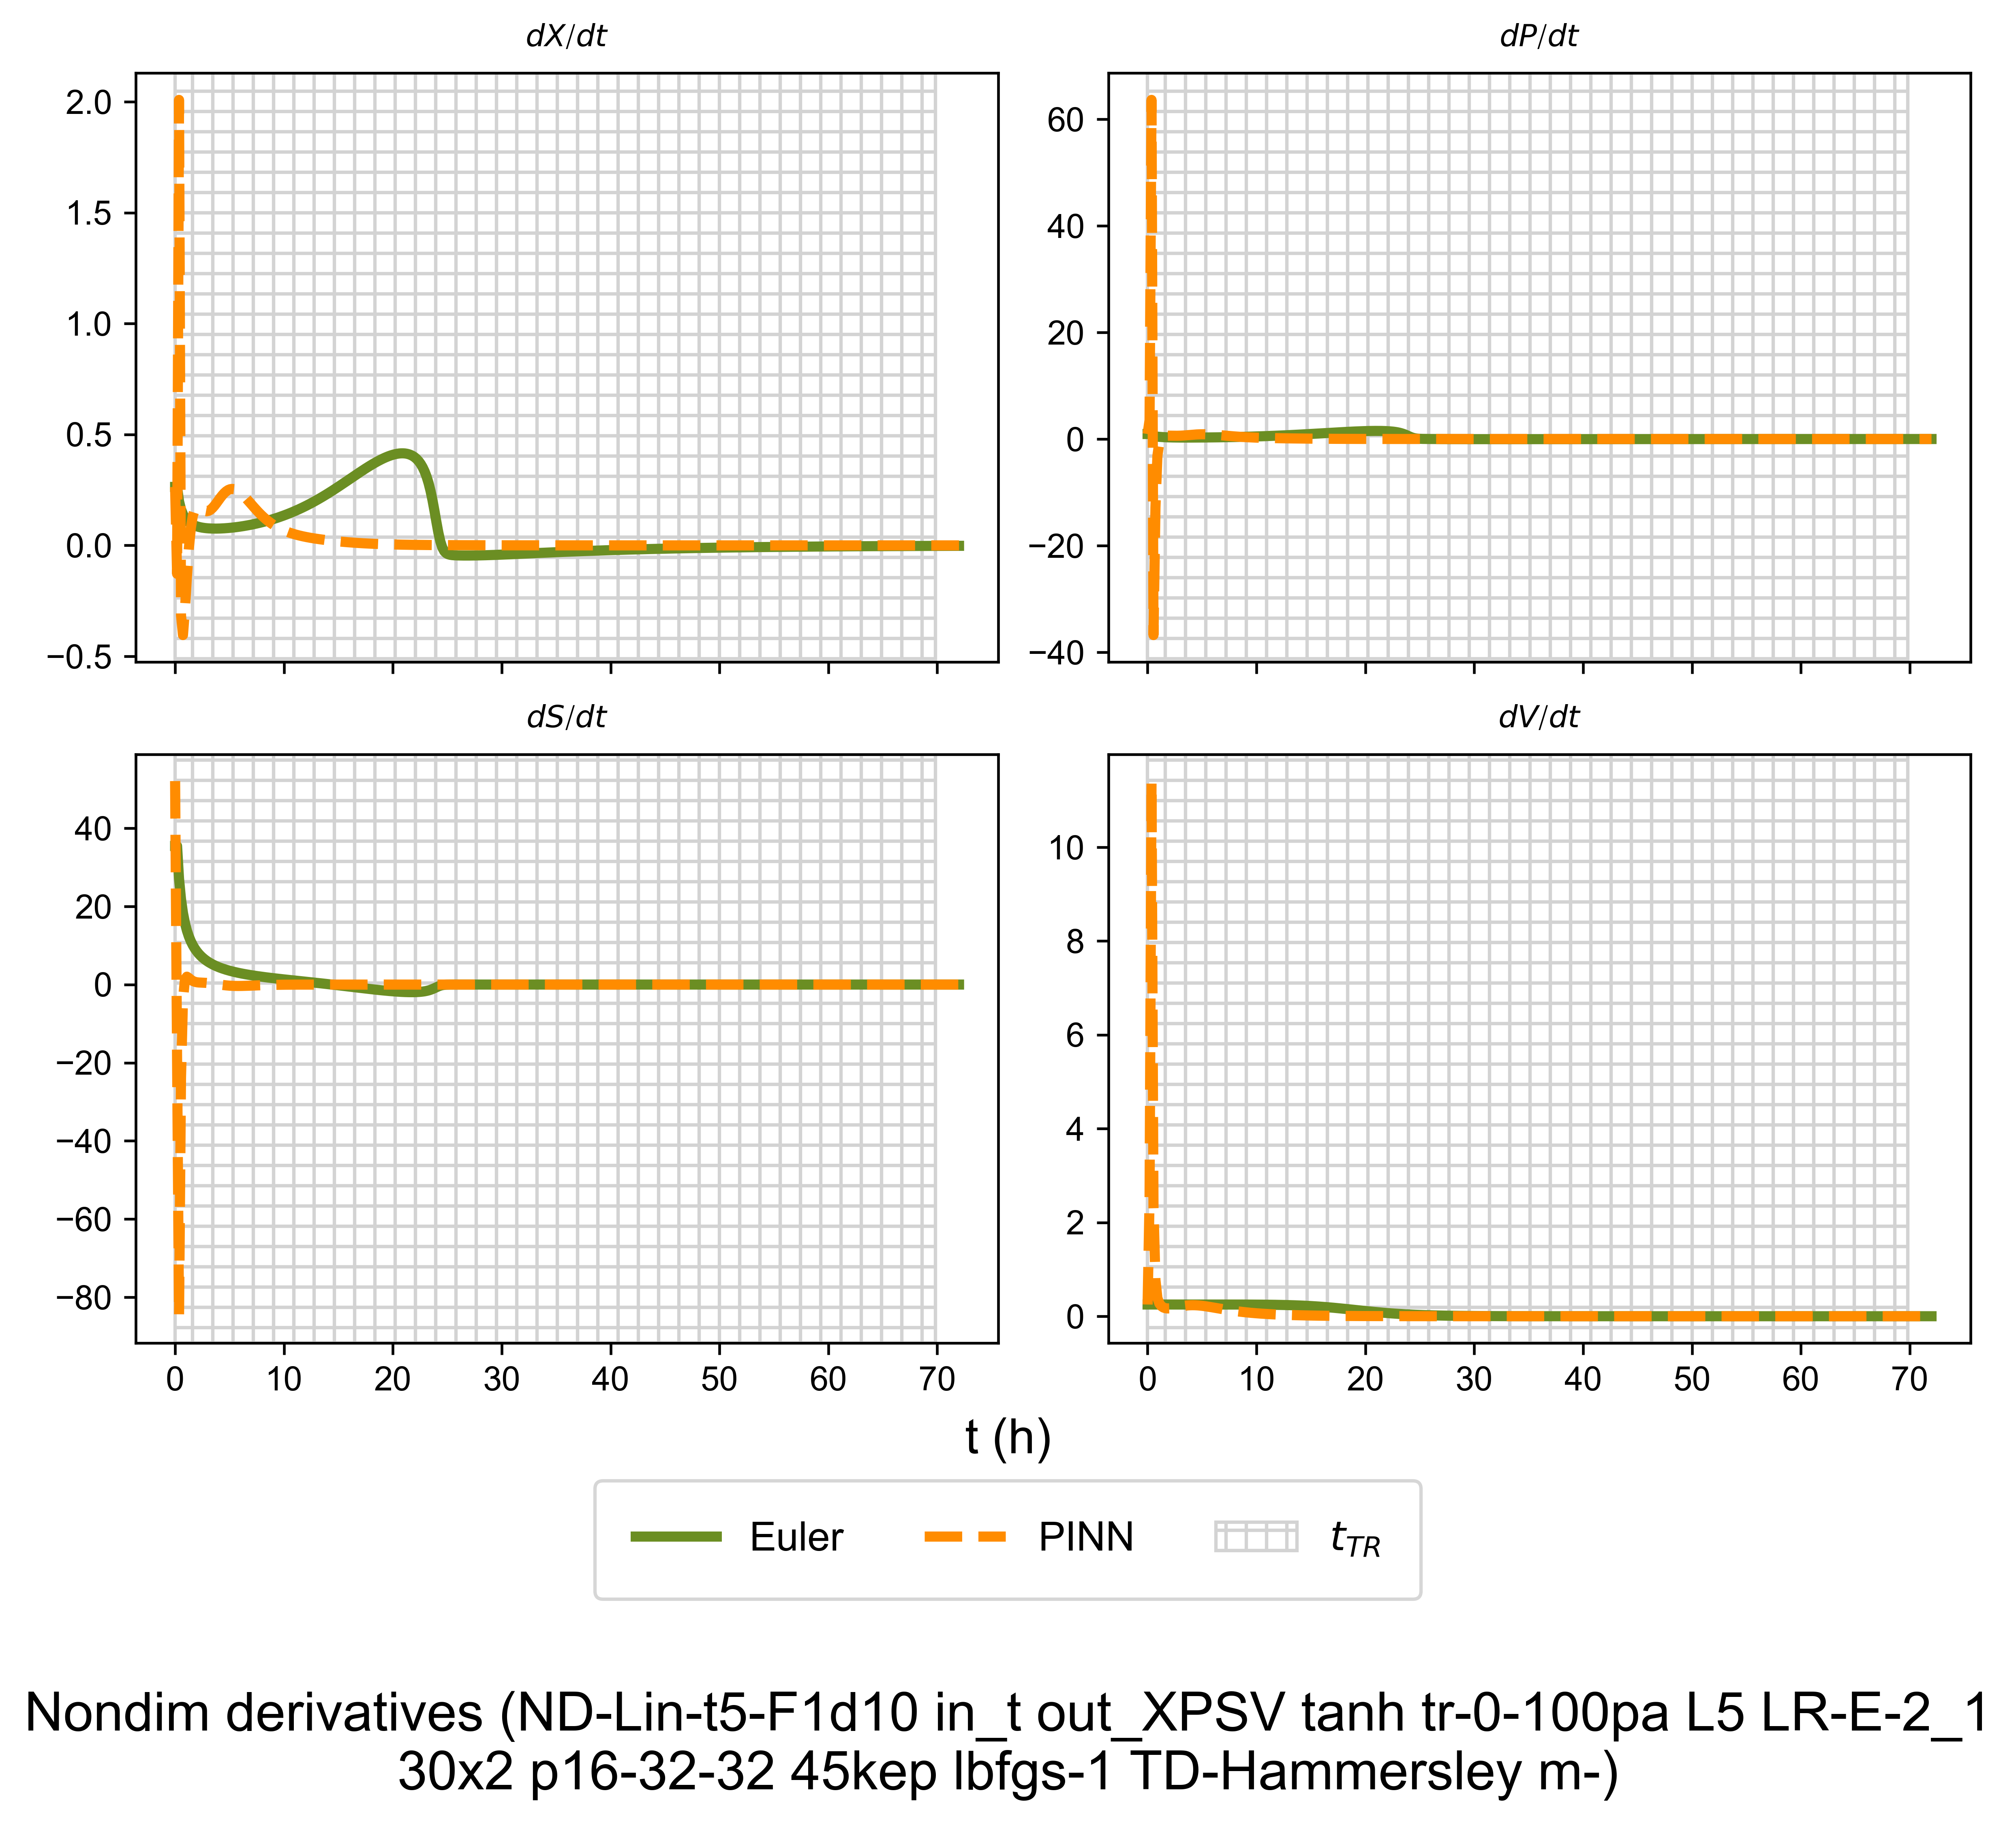 dX/dt
dP/dt
2.0
1.5
1.0
0.5
0.0
−0.5
60
40
20
0
−20
−40
dS/dt
dV/dt
40
20
0
−20
−40
−60
−80
0 10 20 30 40 50 60 70
10
8
6
4
2
0
0 10 20 30 40 50 60 70
t (h)
Euler PINN t_TR
Nondim derivatives (ND-Lin-t5-F1d10 in_t out_XPSV tanh tr-0-100pa L5 LR-E-2_1
30x2 p16-32-32 45kep lbfgs-1 TD-Hammersley m-)